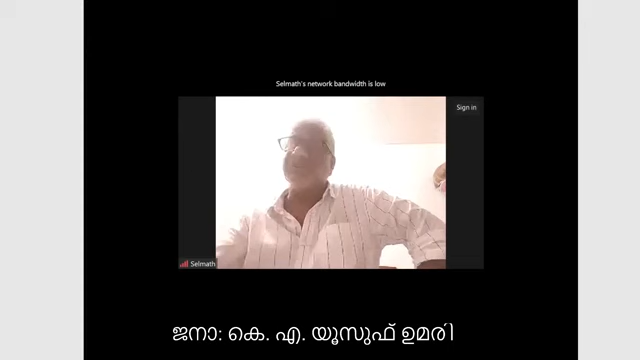 Selmath's network bandwidth is low
Sign in
Selmath
ജനാ: കെ. എ. യൂസുഫ് ഉമരി